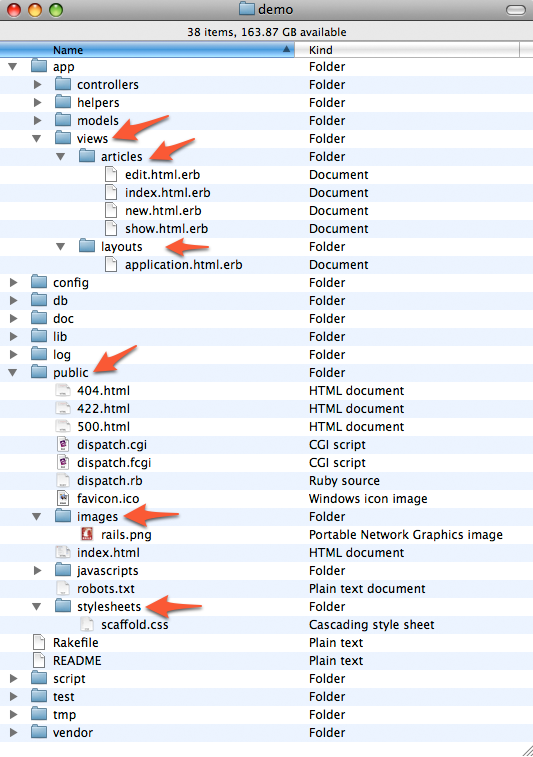 demo
38 items, 163.87 GB available
Name Kind
app Folder
controllers Folder
helpers Folder
models Folder
views Folder
articles Folder
edit.html.erb Document
index.html.erb Document
new.html.erb Document
show.html.erb Document
layouts Folder
application.html.erb Document
config Folder
db Folder
doc Folder
lib Folder
log Folder
public Folder
404.html HTML document
422.html HTML document
500.html HTML document
dispatch.cgi CGI script
dispatch.fcgi CGI script
dispatch.rb Ruby source
favicon.ico Windows icon image
images Folder
rails.png Portable Network Graphics image
index.html HTML document
javascripts Folder
robots.txt Plain text document
stylesheets Folder
scaffold.css Cascading style sheet
Rakefile Plain text
README Plain text
script Folder
test Folder
tmp Folder
vendor Folder